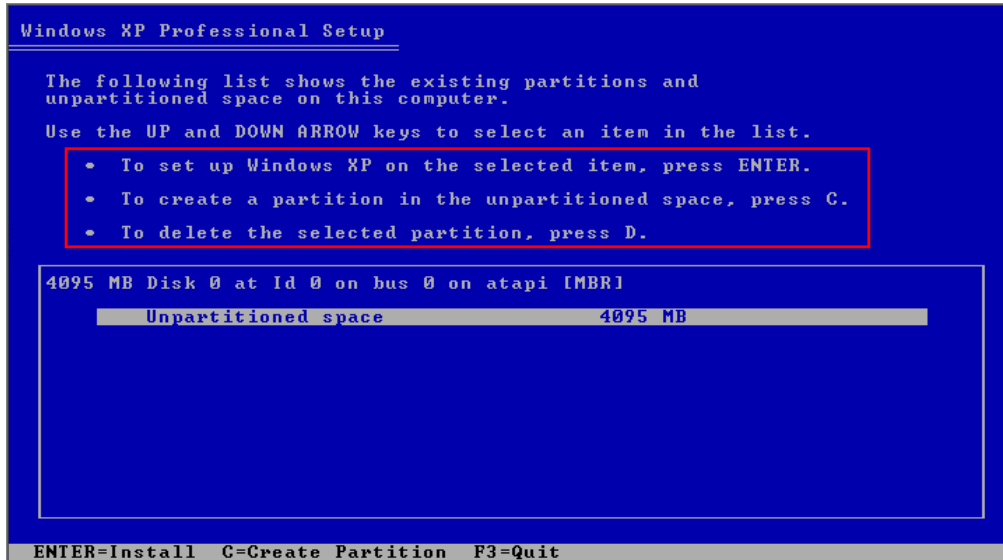 Windows XP Professional Setup
The following list shows the existing partitions and
unpartitioned space on this computer.
Use the UP and DOWN ARROW keys to select an item in the list.
• To set up Windows XP on the selected item, press ENTER.
• To create a partition in the unpartitioned space, press C.
• To delete the selected partition, press D.
4095 MB Disk 0 at Id 0 on bus 0 on atapi [MBR]
Unpartitioned space 4095 MB
ENTER=Install C=Create Partition F3=Quit